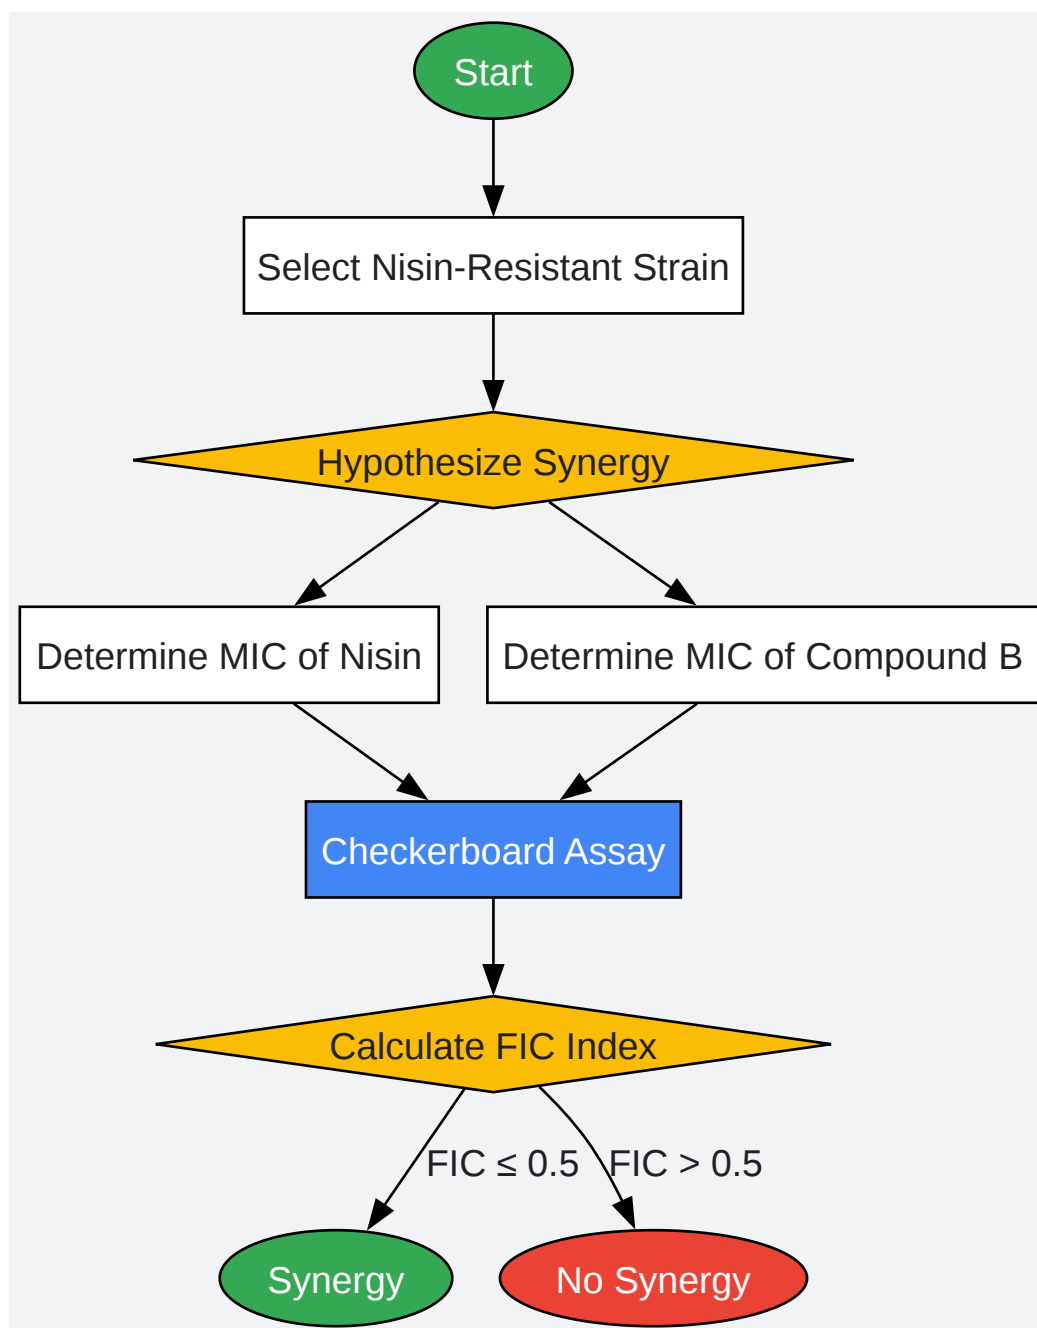 Start
Select Nisin-Resistant Strain
Hypothesize Synergy
Determine MIC of Nisin
Determine MIC of Compound B
Checkerboard Assay
Calculate FIC Index
FIC ≤ 0.5
FIC > 0.5
Synergy
No Synergy